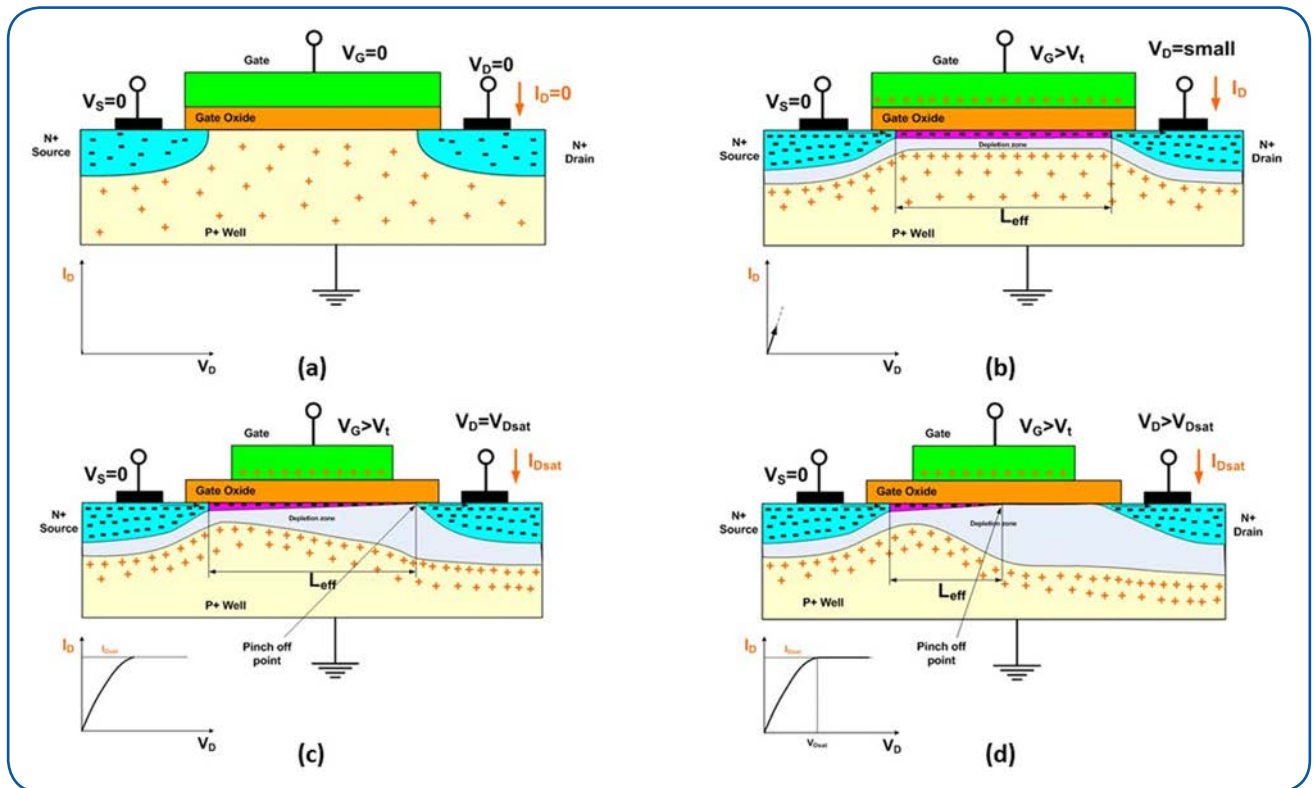 Gate
V_G=0
V_D=0
V_S=0
I_D=0
Gate Oxide
N+
Source
N+
Drain
P+ Well
I_D
V_D
(a)
Gate
V_G>V_t
V_D=small
V_S=0
I_D
Gate Oxide
N+
Source
Depletion zone
N+
Drain
L_eff
P+ Well
I_D
V_D
(b)
Gate
V_G>V_t
V_D=V_Dsat
V_S=0
I_Dsat
Gate Oxide
N+
Source
Depletion zone
N+
Drain
L_eff
P+ Well
Pinch off
point
I_D
I_Dsat
V_D
(c)
Gate
V_G>V_t
V_D>V_Dsat
V_S=0
I_Dsat
Gate Oxide
N+
Source
Depletion zone
N+
Drain
L_eff
P+ Well
Pinch off
point
I_D
I_Dsat
V_Dsat
V_D
(d)